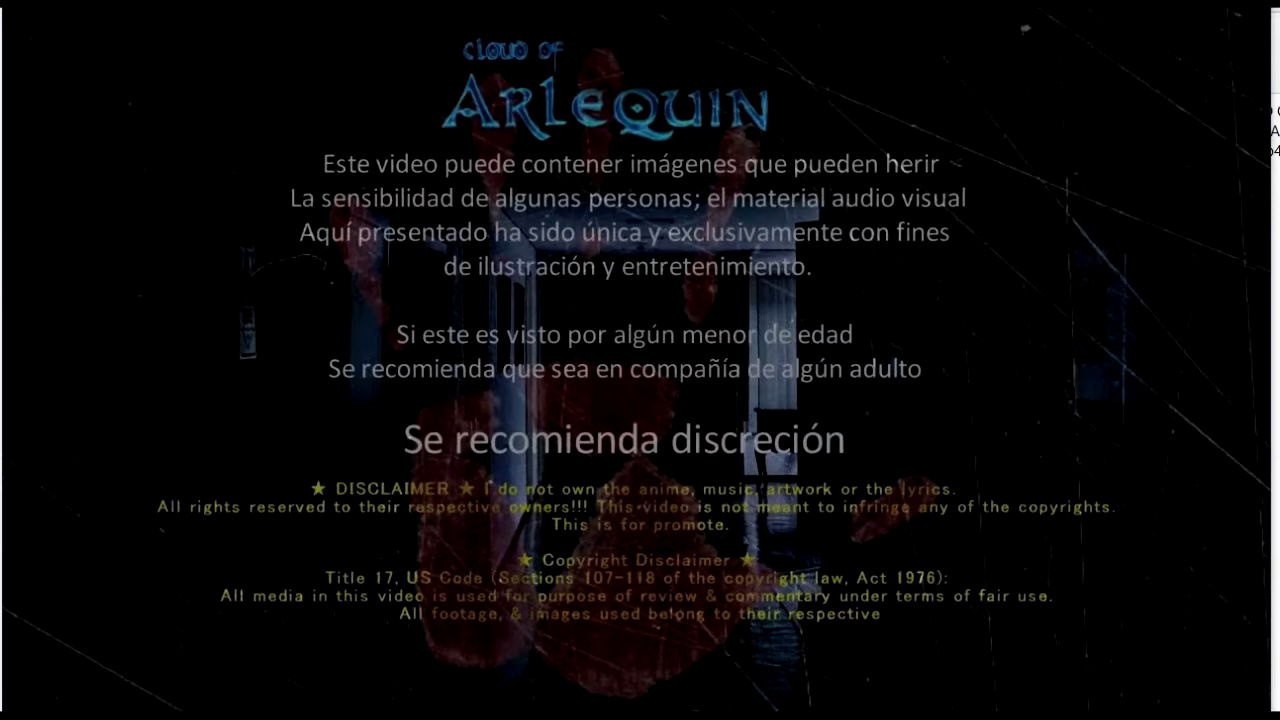 cloud of
ARLEQUIN
Este video puede contener imágenes que pueden herir
La sensibilidad de algunas personas; el material audio visual
Aquí presentado ha sido única y exclusivamente con fines
de ilustración y entretenimiento.
Si este es visto por algún menor de edad
Se recomienda que sea en compañía de algún adulto
Se recomienda discreción
★ DISCLAIMER ★ I do not own the anime, music, artwork or the lyrics.
All rights reserved to their respective owners!!! This video is not meant to infringe any of the copyrights.
This is for promote.
★ Copyright Disclaimer ★
Title 17, US Code (Sections 107-118 of the copyright law, Act 1976):
All media in this video is used for purpose of review & commentary under terms of fair use.
All footage, & images used belong to their respective